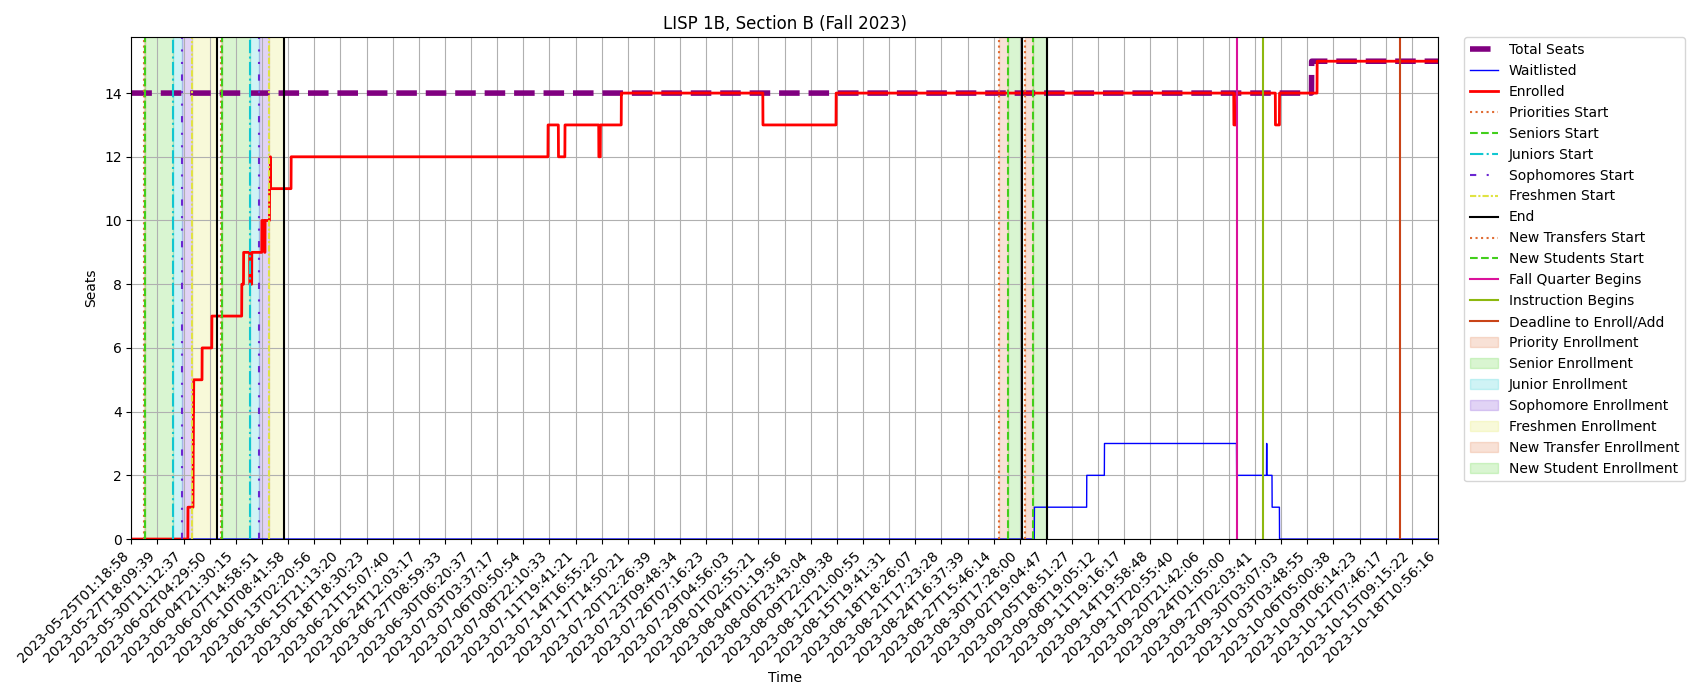 LISP 1B, Section B (Fall 2023)
Seats
14
12
10
8
6
4
2
0
2023-05-25T01:18:58
2023-05-27T18:09:39
2023-05-30T11:12:37
2023-06-02T04:29:50
2023-06-04T21:30:15
2023-06-07T14:58:51
2023-06-10T08:41:58
2023-06-13T02:20:56
2023-06-15T21:13:20
2023-06-18T18:30:23
2023-06-21T15:07:40
2023-06-24T12:03:17
2023-06-27T08:59:33
2023-06-30T06:20:37
2023-07-03T03:37:17
2023-07-06T00:50:54
2023-07-08T22:10:33
2023-07-11T19:41:21
2023-07-14T16:55:22
2023-07-17T14:50:21
2023-07-20T12:26:39
2023-07-23T09:48:34
2023-07-26T07:16:23
2023-07-29T04:56:03
2023-08-01T02:55:21
2023-08-04T01:19:56
2023-08-06T23:43:04
2023-08-09T22:09:38
2023-08-12T21:00:55
2023-08-15T19:41:31
2023-08-18T18:26:07
2023-08-21T17:23:28
2023-08-24T16:37:39
2023-08-27T15:46:14
2023-08-30T17:28:00
2023-09-02T19:04:47
2023-09-05T18:51:27
2023-09-08T19:05:12
2023-09-11T19:16:17
2023-09-14T19:58:48
2023-09-17T20:55:40
2023-09-20T21:42:06
2023-09-24T01:05:00
2023-09-27T02:03:41
2023-09-30T03:07:03
2023-10-03T03:48:55
2023-10-06T05:00:38
2023-10-09T06:14:23
2023-10-12T07:46:17
2023-10-15T09:15:22
2023-10-18T10:56:16
Time
Total Seats
Waitlisted
Enrolled
Priorities Start
Seniors Start
Juniors Start
Sophomores Start
Freshmen Start
End
New Transfers Start
New Students Start
Fall Quarter Begins
Instruction Begins
Deadline to Enroll/Add
Priority Enrollment
Senior Enrollment
Junior Enrollment
Sophomore Enrollment
Freshmen Enrollment
New Transfer Enrollment
New Student Enrollment